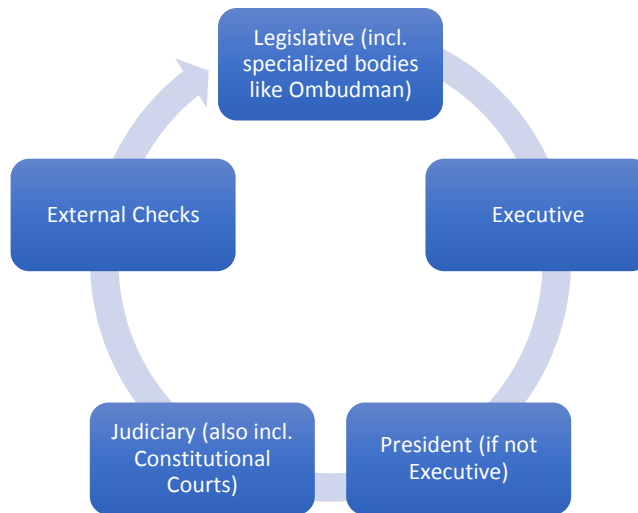 Legislative (incl.
specialized bodies
like Ombudman)
Executive
President (if not
Executive)
Judiciary (also incl.
Constitutional
Courts)
External Checks